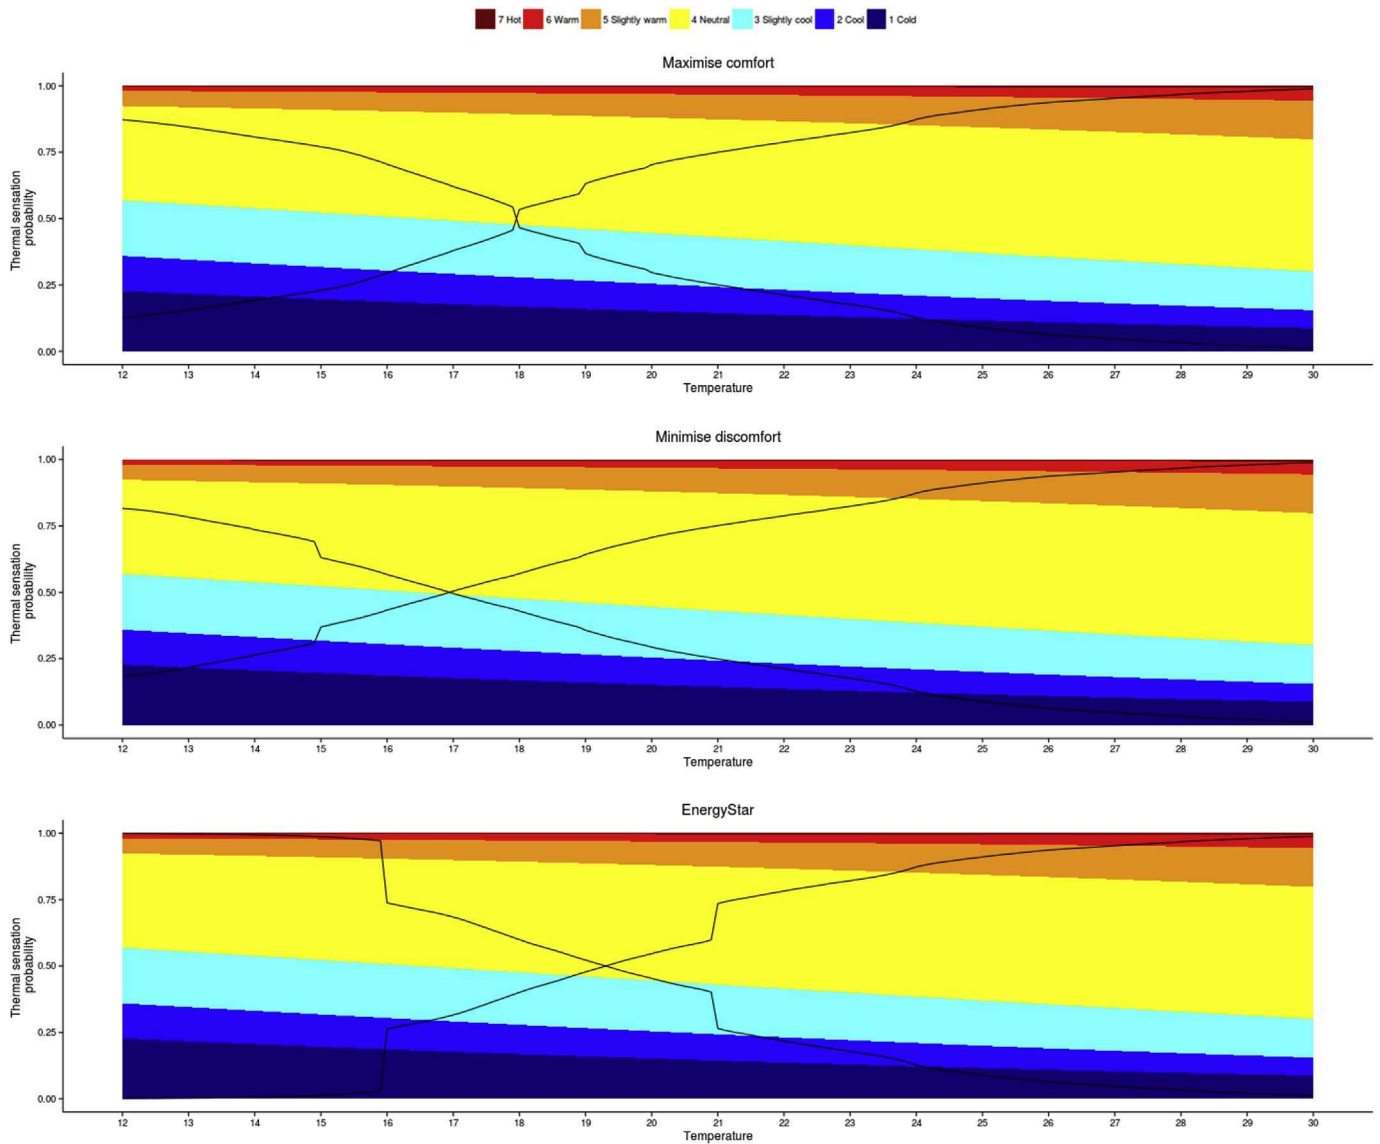 7 Hot 6 Warm 5 Slightly warm 4 Neutral 3 Slightly cool 2 Cool 1 Cold
Maximise comfort
Thermal sensation
probability
1.00
0.75
0.50
0.25
0.00
12 13 14 15 16 17 18 19 20 21 22 23 24 25 26 27 28 29 30
Temperature
Minimise discomfort
Thermal sensation
probability
1.00
0.75
0.50
0.25
0.00
12 13 14 15 16 17 18 19 20 21 22 23 24 25 26 27 28 29 30
Temperature
EnergyStar
Thermal sensation
probability
1.00
0.75
0.50
0.25
0.00
12 13 14 15 16 17 18 19 20 21 22 23 24 25 26 27 28 29 30
Temperature